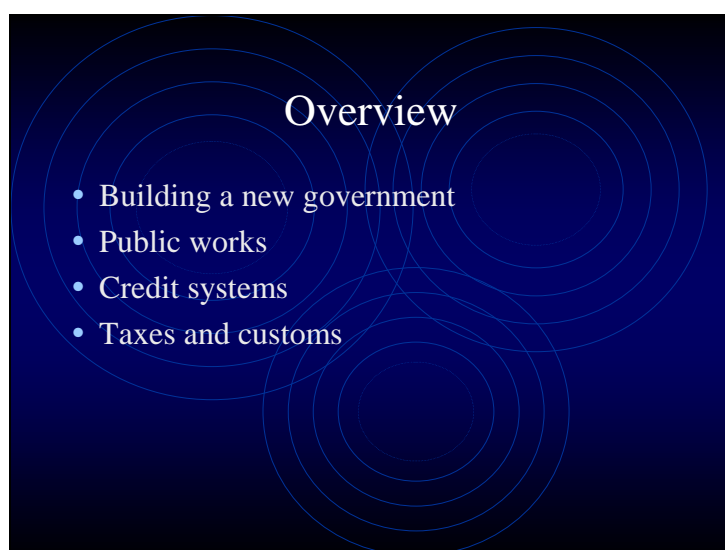 Overview
• Building a new government
• Public works
• Credit systems
• Taxes and customs